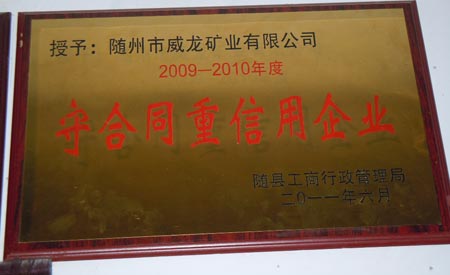 授予：随州市威龙矿业有限公司
2009—2010年度
守合同重信用企业
随县工商行政管理局
二〇一一年六月